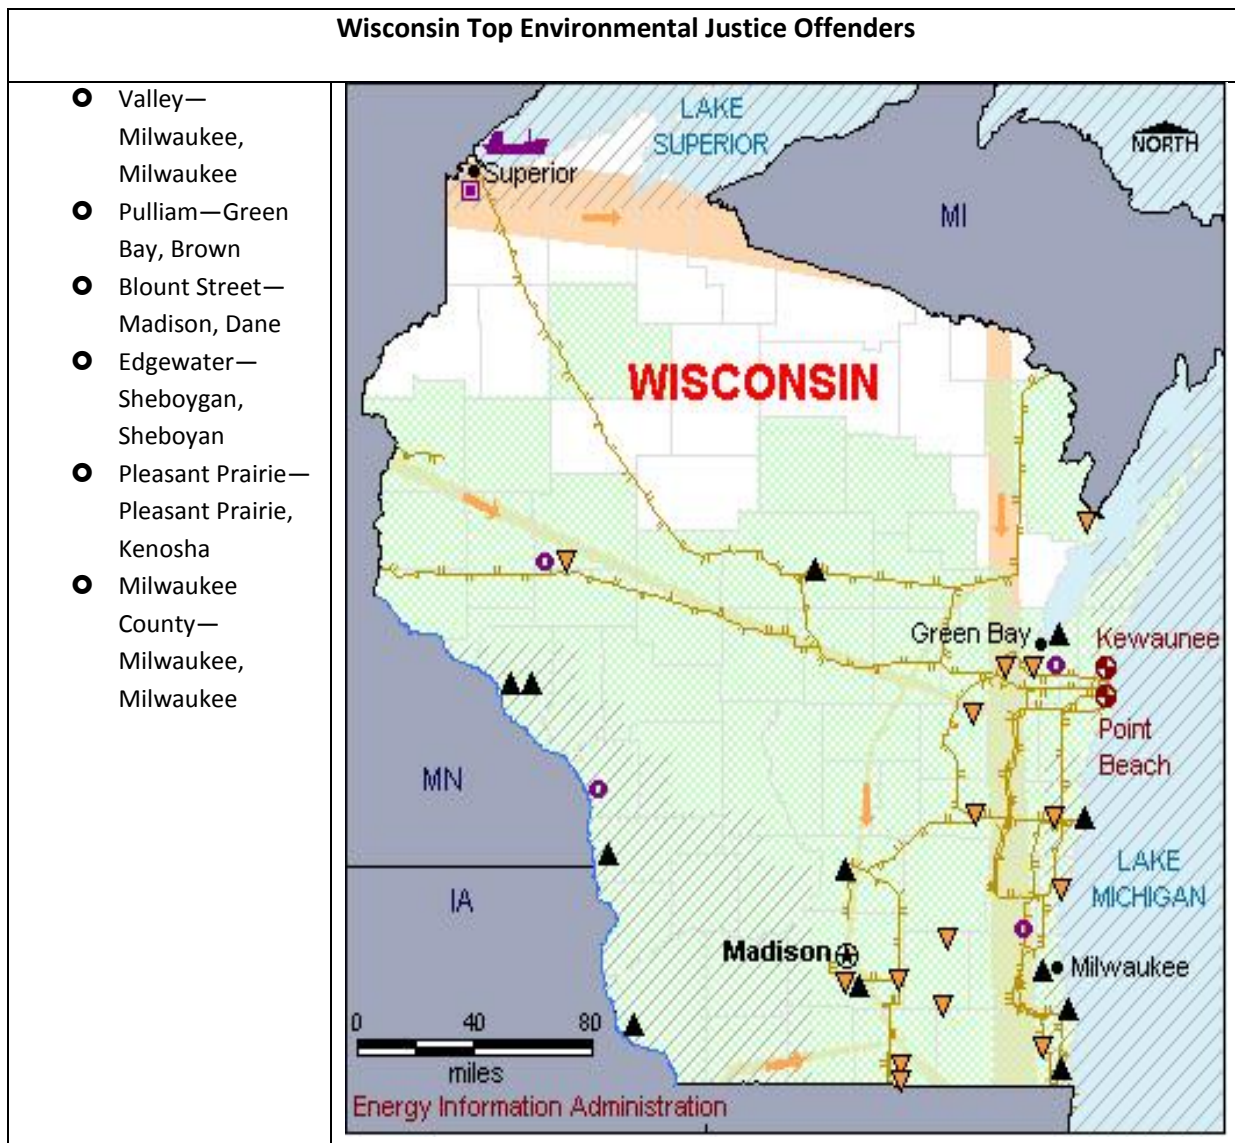 Wisconsin Top Environmental Justice Offenders
Valley—
Milwaukee,
Milwaukee
Pulliam—Green
Bay, Brown
Blount Street—
Madison, Dane
Edgewater—
Sheboygan,
Sheboyan
Pleasant Prairie—
Pleasant Prairie,
Kenosha
Milwaukee
County—
Milwaukee,
Milwaukee
LAKE
SUPERIOR
NORTH
Superior
MI
WISCONSIN
Green Bay
Kewaunee
Point
Beach
MN
LAKE
MICHIGAN
IA
Madison
Milwaukee
0 40 80
miles
Energy Information Administration